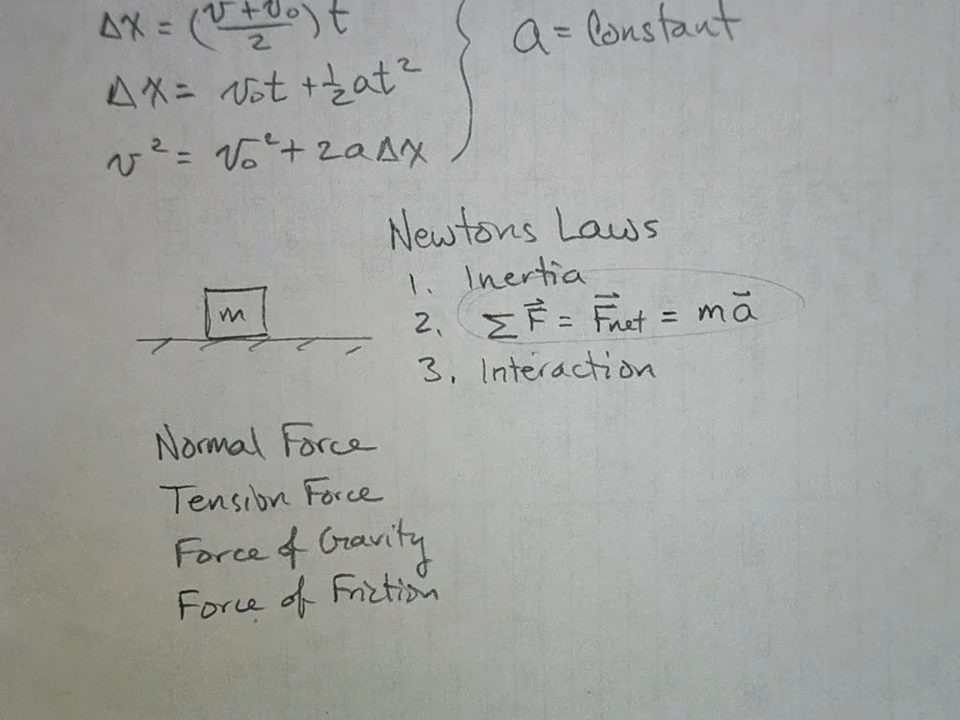 Δx = (v + v₀ / 2) t
a = Constant
Δx = v₀t + ½at²
v² = v₀² + 2aΔx
Newtons Laws
1. Inertia
m
2. ΣF⃗ = F⃗net = ma⃗
3. Interaction
Normal Force
Tension Force
Force of Gravity
Force of Friction